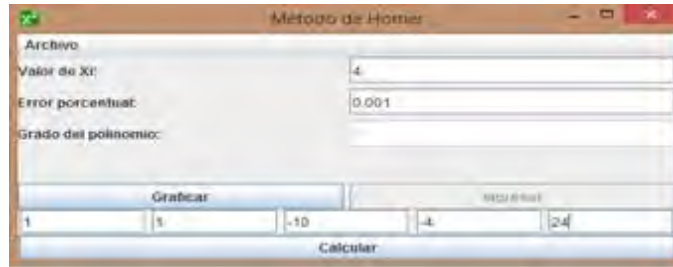 Método de Horner
Archivo
Valor de Xi: 4
Error porcentual: 0.001
Grado del polinomio:
Graficar Ingresar
1 1 -10 -4 24
Calcular